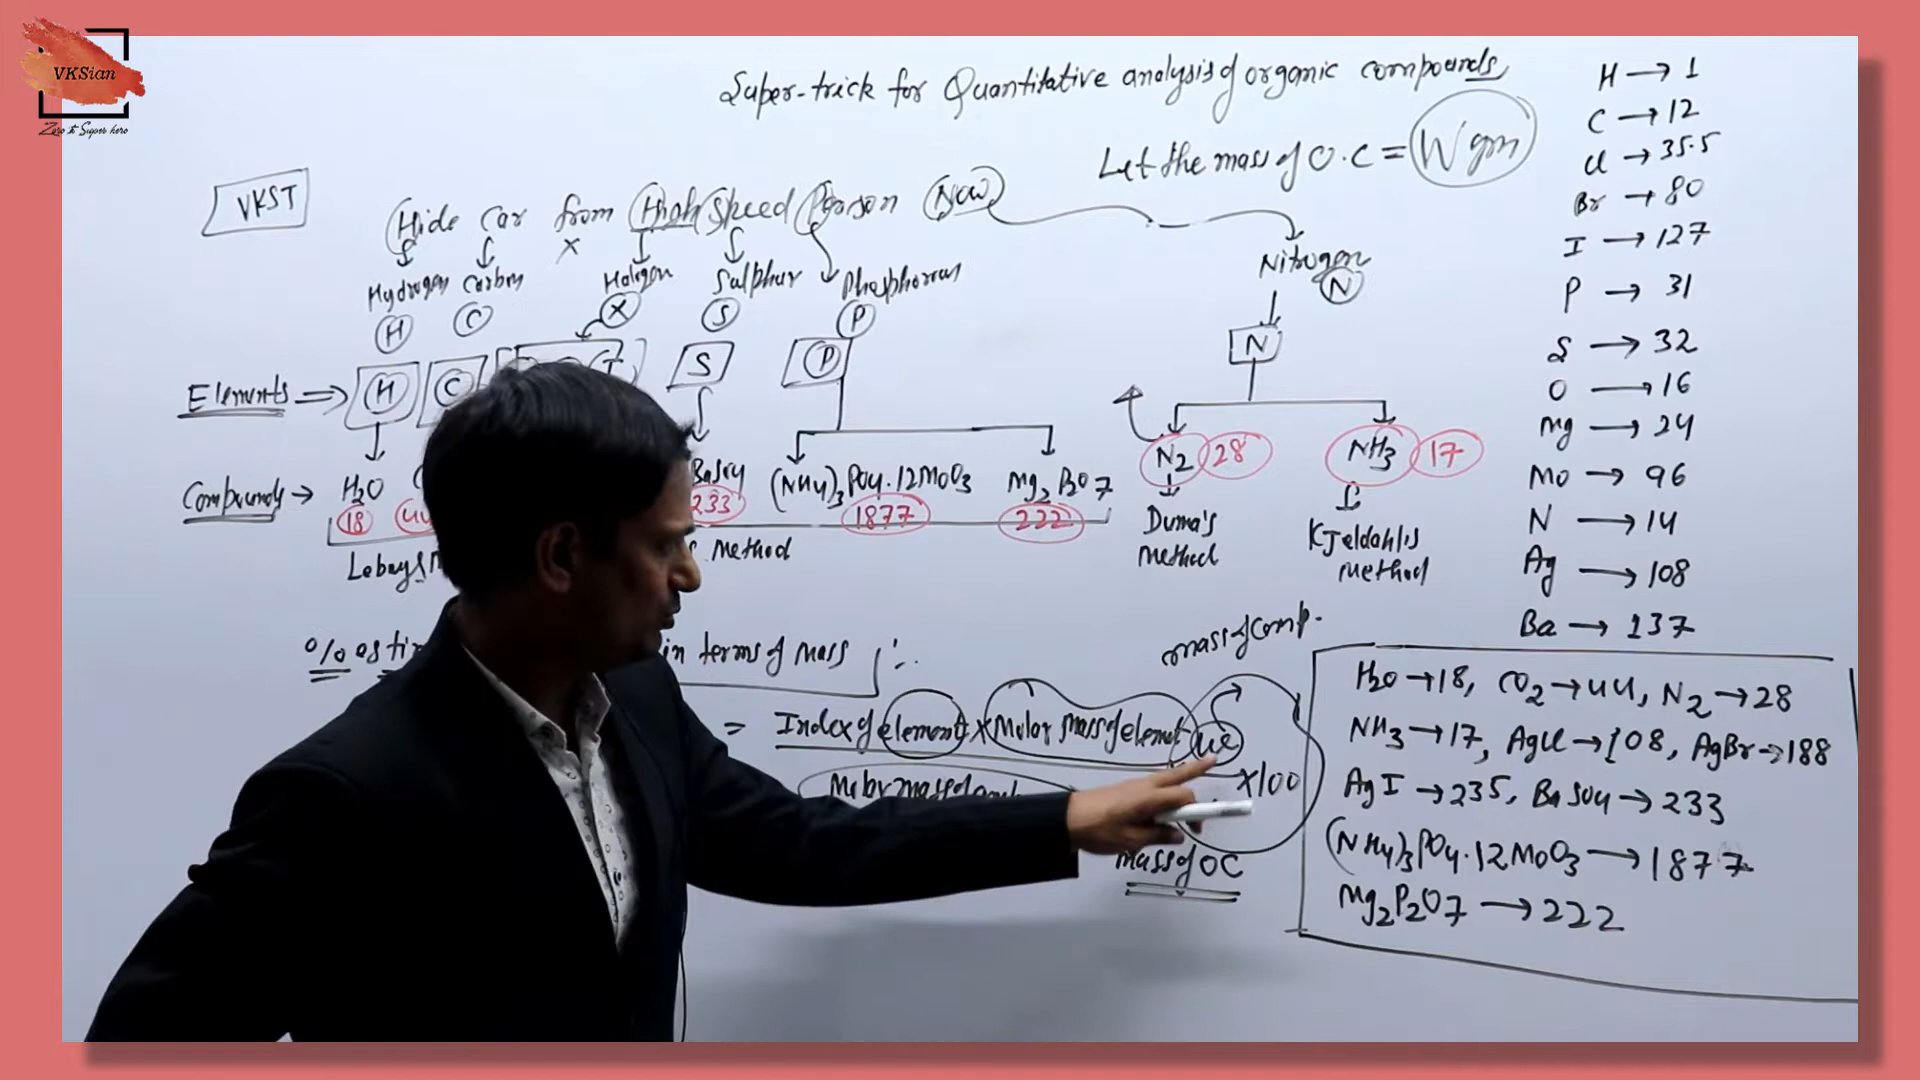 VKSian
Zero to Super hero
Super-trick for Quantitative analysis of organic compounds
Let the mass of O.C = W gm
VKST
Hide car from High Speed Person Now
x
Hydrogen Carbon Halogen Sulphur Phosphorous Nitrogen
H C X S P N
Elements ⇒ H C I S P N
Compounds → H2O BaSO4 (NH4)3PO4.12MoO3 Mg2P2O7 N2 28 NH3 17
18 44 233 1877 222
Method
Duma's Method
KJeldahl's Method
% in terms of Mass :-
mass of comp.
= Index of element × Molar mass of element
×100
Mass of OC
H → 1
C → 12
Cl → 35.5
Br → 80
I → 127
P → 31
S → 32
O → 16
Mg → 24
Mo → 96
N → 14
Ag → 108
Ba → 137
H2O → 18, CO2 → 44, N2 → 28
NH3 → 17, AgCl → 108, AgBr → 188
AgI → 235, BaSO4 → 233
(NH4)3PO4.12MoO3 → 1877
Mg2P2O7 → 222